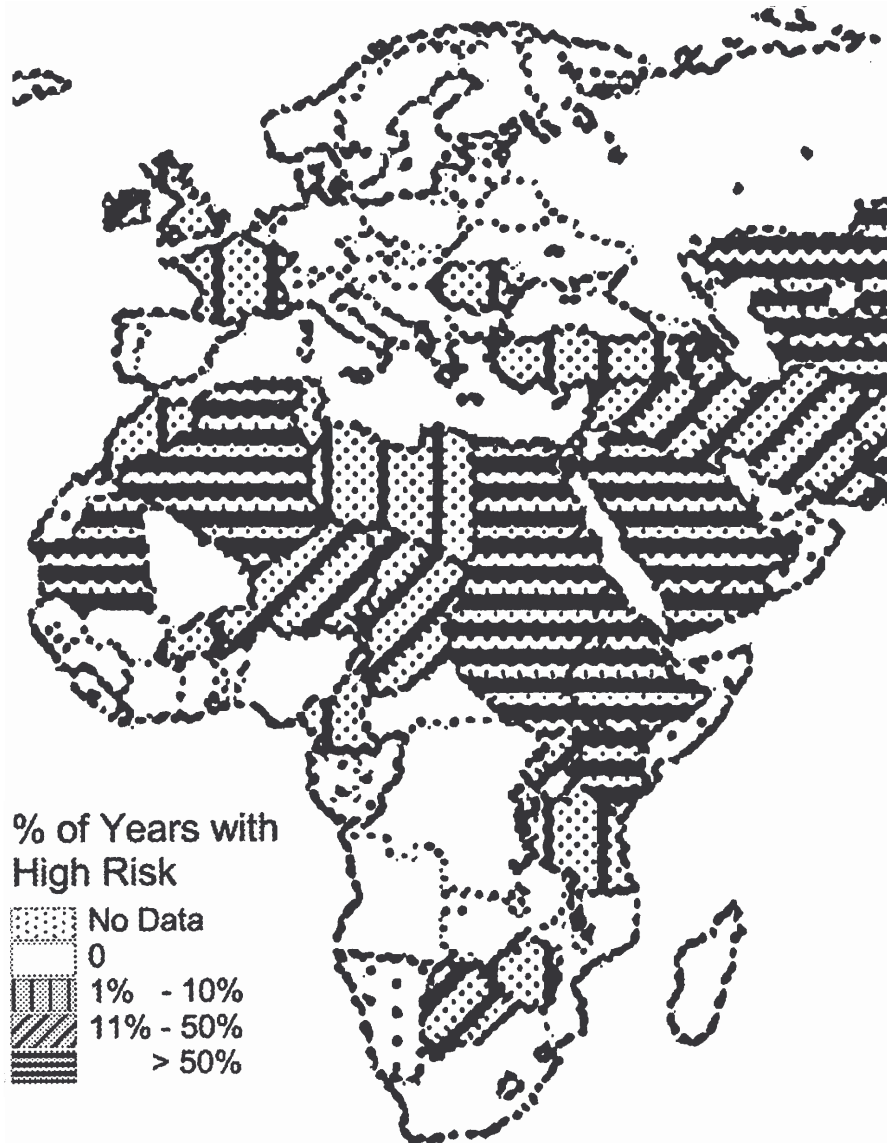 % of Years with
High Risk
No Data
0
1% - 10%
11% - 50%
> 50%